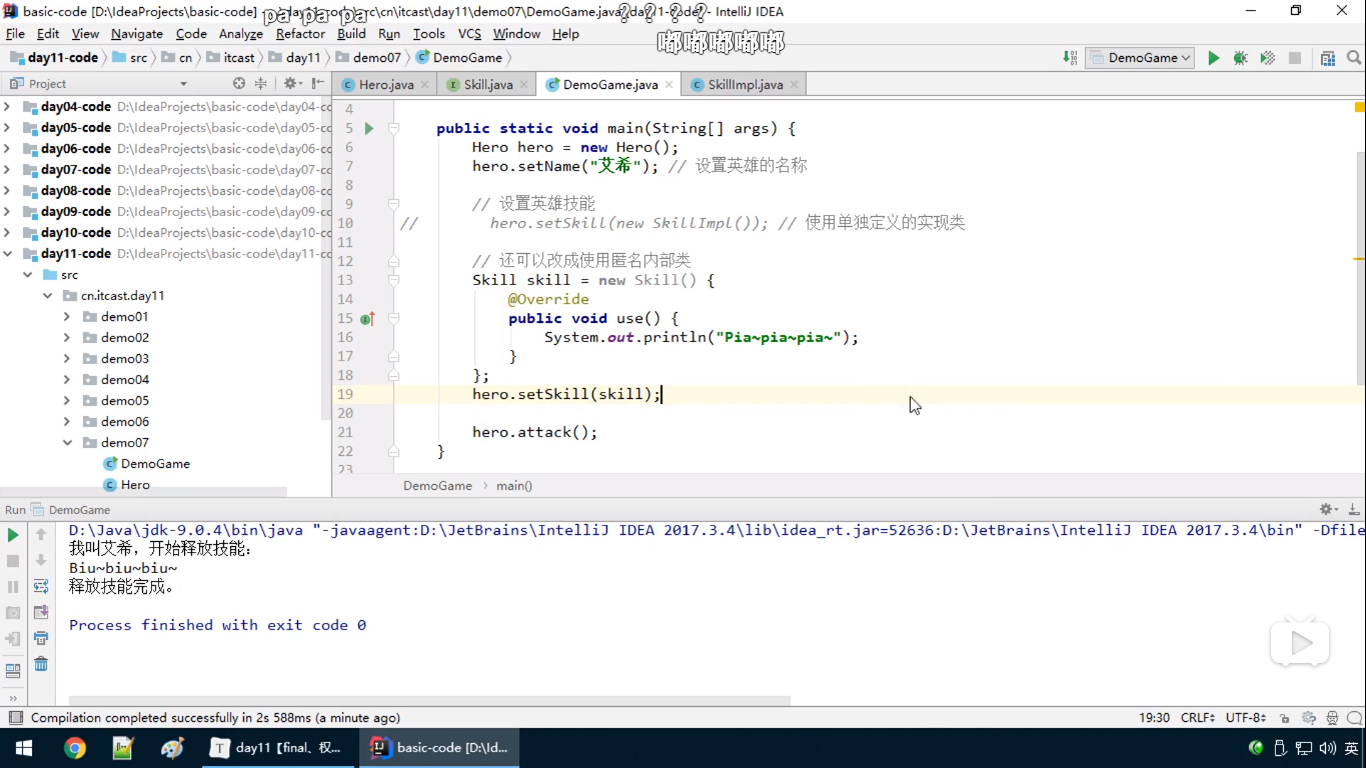 basic-code [D:\IdeaProjects\basic-code] - ...\src\cn\itcast\day11\demo07\DemoGame.java [day11-code] - IntelliJ IDEA
pa pa pa
? ? ? ?
File Edit View Navigate Code Analyze Refactor Build Run Tools VCS Window Help
嘟嘟嘟嘟嘟
day11-code src cn itcast day11 demo07 DemoGame
DemoGame
Project
Hero.java Skill.java DemoGame.java SkillImpl.java
day04-code D:\IdeaProjects\basic-code\day04-cc
day05-code D:\IdeaProjects\basic-code\day05-cc
day06-code D:\IdeaProjects\basic-code\day06-cc
day07-code D:\IdeaProjects\basic-code\day07-cc
day08-code D:\IdeaProjects\basic-code\day08-cc
day09-code D:\IdeaProjects\basic-code\day09-cc
day10-code D:\IdeaProjects\basic-code\day10-cc
day11-code D:\IdeaProjects\basic-code\day11-cc
src
cn.itcast.day11
demo01
demo02
demo03
demo04
demo05
demo06
demo07
DemoGame
Hero
4
5 public static void main(String[] args) {
6 Hero hero = new Hero();
7 hero.setName("艾希"); // 设置英雄的名称
8
9 // 设置英雄技能
10 // hero.setSkill(new SkillImpl()); // 使用单独定义的实现类
11
12 // 还可以改成使用匿名内部类
13 Skill skill = new Skill() {
14 @Override
15 public void use() {
16 System.out.println("Pia~pia~pia~");
17 }
18 };
19 hero.setSkill(skill);
20
21 hero.attack();
22 }
23
DemoGame main()
Run DemoGame
D:\Java\jdk-9.0.4\bin\java "-javaagent:D:\JetBrains\IntelliJ IDEA 2017.3.4\lib\idea_rt.jar=52636:D:\JetBrains\IntelliJ IDEA 2017.3.4\bin" -Dfile
我叫艾希，开始释放技能：
Biu~biu~biu~
释放技能完成。
Process finished with exit code 0
Compilation completed successfully in 2s 588ms (a minute ago)
19:30 CRLF UTF-8
day11【final、权...
basic-code [D:\Id...
英